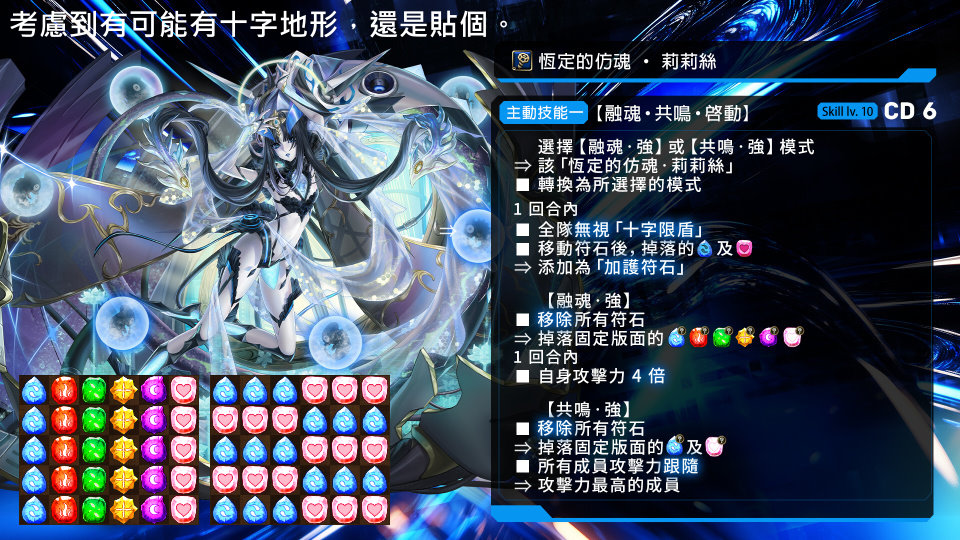 考慮到有可能有十字地形，還是貼個。
恆定的仿魂 · 莉莉絲
主動技能一【融魂·共鳴·啓動】 Skill lv. 10 CD 6
選擇【融魂·強】或【共鳴·強】模式
⇒ 該「恆定的仿魂·莉莉絲」
■ 轉換為所選擇的模式
1 回合內
■ 全隊無視「十字限盾」
■ 移動符石後, 掉落的及
⇒ 添加為「加護符石」
【融魂·強】
■ 移除所有符石
⇒ 掉落固定版面的
1 回合內
■ 自身攻擊力 4 倍
【共鳴·強】
■ 移除所有符石
⇒ 掉落固定版面的及
■ 所有成員攻擊力跟隨
⇒ 攻擊力最高的成員